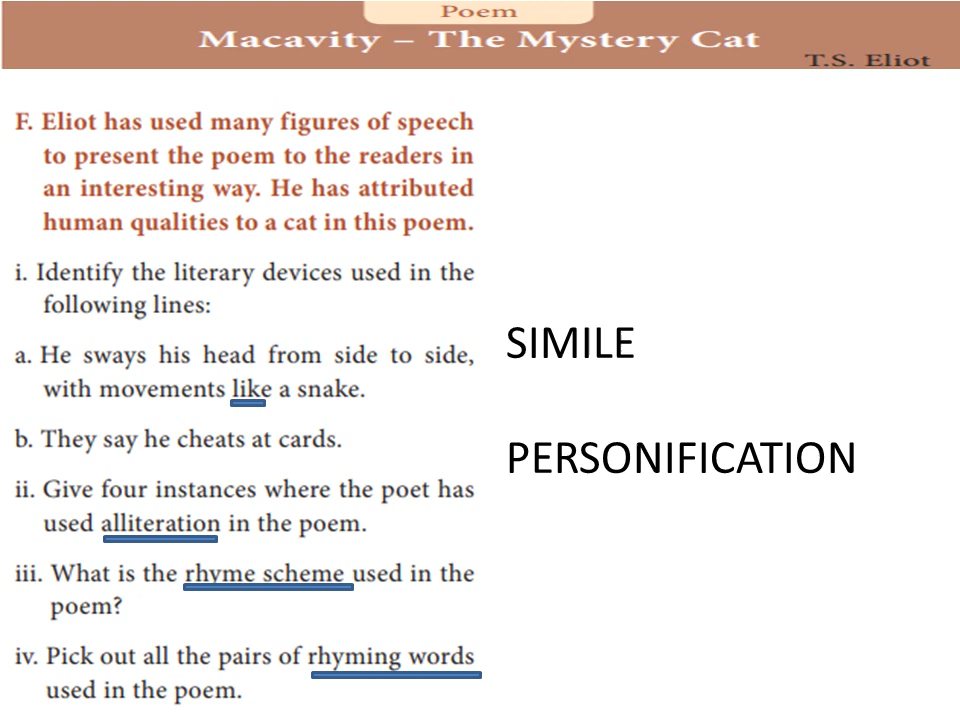 Poem
Macavity – The Mystery Cat
T.S. Eliot
F. Eliot has used many figures of speech
to present the poem to the readers in
an interesting way. He has attributed
human qualities to a cat in this poem.
i. Identify the literary devices used in the
following lines:
a. He sways his head from side to side,
with movements like a snake.
SIMILE
b. They say he cheats at cards.
PERSONIFICATION
ii. Give four instances where the poet has
used alliteration in the poem.
iii. What is the rhyme scheme used in the
poem?
iv. Pick out all the pairs of rhyming words
used in the poem.